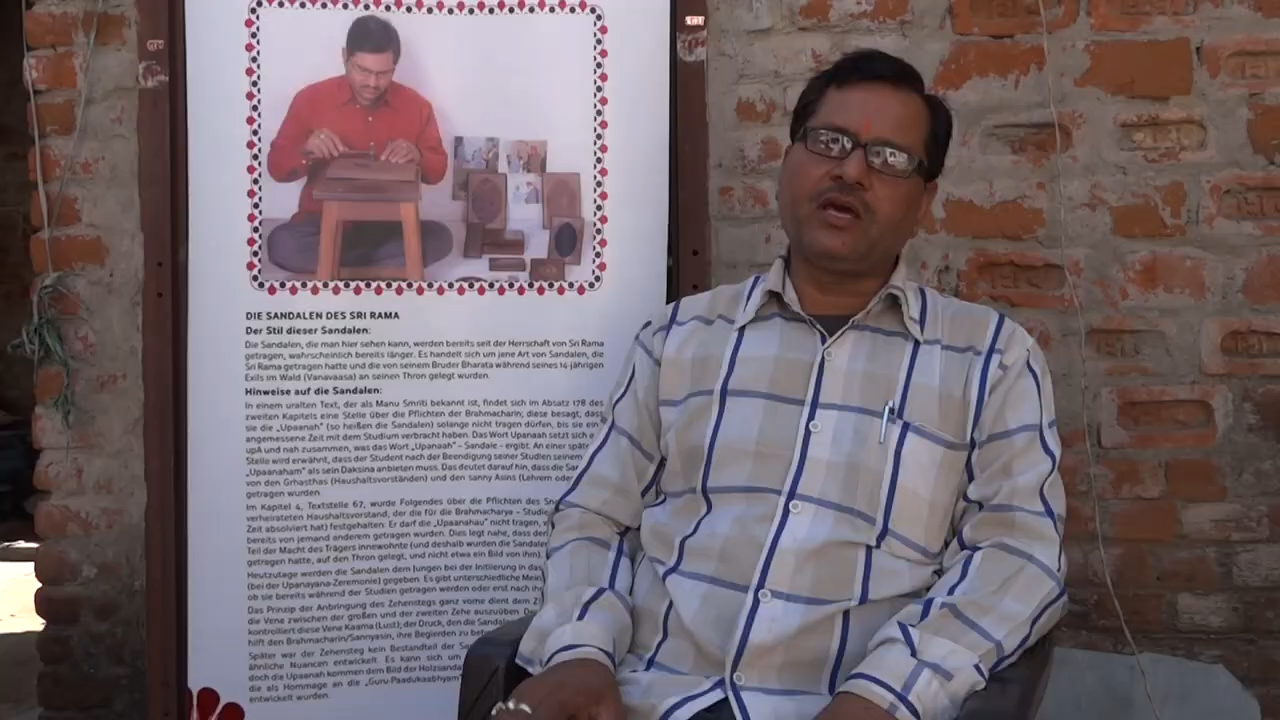 DIE SANDALEN DES SRI RAMA
Der Stil dieser Sandalen:
Die Sandalen, die man hier sehen kann, werden bereits seit der Herrschaft von Sri Rama
getragen, wahrscheinlich bereits länger. Es handelt sich um jene Art von Sandalen, die
Sri Rama getragen hatte und die von seinem Bruder Bharata während seines 14-jährigen
Exils im Wald (Vanavaasa) an seinen Thron gelegt wurden.
Hinweise auf die Sandalen:
In einem uralten Text, der als Manu Smriti bekannt ist, findet sich im Absatz 178 des
zweiten Kapitels eine Stelle über die Pflichten der Brahmacharin; diese besagt, dass
sie die „Upaanah“ (so heißen die Sandalen) solange nicht tragen dürfen, bis sie ein
angemessene Zeit mit dem Studium verbracht haben. Das Wort Upanaah setzt sich
upA und nah zusammen, was das Wort „Upanaah“ – Sandale - ergibt. An einer
Stelle wird erwähnt, dass der Student nach der Beendigung seiner Studien seinem
„Upaanaham“ als sein Daksina anbieten muss. Das deutet darauf hin, dass die
von den Grhasthas (Haushaltsvorständen) und den sanny Asins (Lehrern oder
getragen wurden.
Im Kapitel 4, Textstelle 67, wurde Folgendes über die Pflichten des
verheirateten Haushaltsvorstand, der die für die Brahmacharya -
Zeit absolviert hat) festgehalten: Er darf die „Upaanahau“ nicht tragen,
bereits von jemand anderem getragen wurden. Dies legt nahe, dass
Teil der Macht des Trägers innewohnte (und deshalb wurden die
getragen hatte, auf den Thron gelegt, und nicht etwa ein Bild von ihm).
Heutzutage werden die Sandalen dem Jungen bei der Initiierung in
(bei der Upanayana-Zeremonie) gegeben. Es gibt unterschiedliche
ob sie bereits während der Studien getragen werden oder erst nach
Das Prinzip der Anbringung des Zehenstegs ganz vorne dient dem
die Vene zwischen der großen und der zweiten Zehe auszuüben.
kontrolliert diese Vene Kaama (Lust); der Druck, den die
hilft den Brahmacharin/Sannyasin, ihre Begierden zu
Später war der Zehensteg kein Bestandteil der
ähnliche Nuancen entwickelt. Es kann sich um
doch die Upaanah kommen dem Bild der
die als Hommage an die „Guru-Paadukaabhyam“
entwickelt wurden.